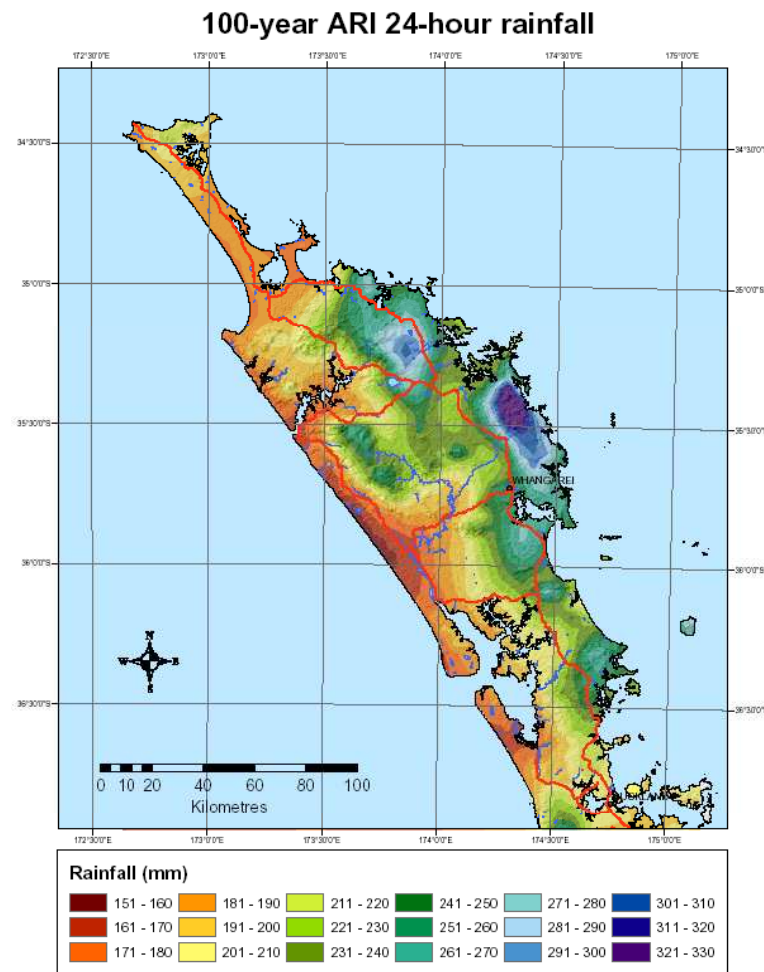 100-year ARI 24-hour rainfall
172°30'0"E 173°0'0"E 173°30'0"E 174°0'0"E 174°30'0"E 175°0'0"E
34°30'0"S 34°30'0"S
35°0'0"S 35°0'0"S
35°30'0"S 35°30'0"S
WHANGAREI
36°0'0"S 36°0'0"S
N
W E
S
36°30'0"S 36°30'0"S
0 10 20 40 60 80 100
Kilometres
172°30'0"E 173°0'0"E 173°30'0"E 174°0'0"E 174°30'0"E 175°0'0"E
Rainfall (mm)
151 - 160 181 - 190 211 - 220 241 - 250 271 - 280 301 - 310
161 - 170 191 - 200 221 - 230 251 - 260 281 - 290 311 - 320
171 - 180 201 - 210 231 - 240 261 - 270 291 - 300 321 - 330